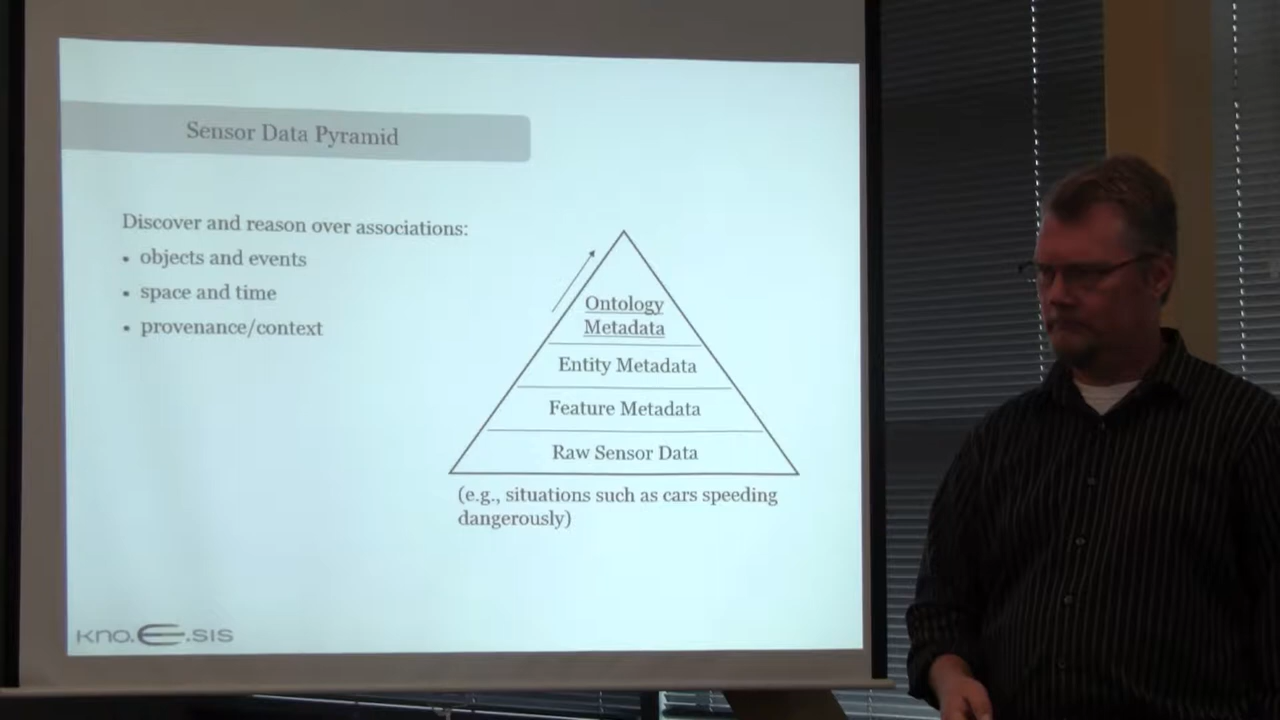 Sensor Data Pyramid
Discover and reason over associations:
• objects and events
• space and time
• provenance/context
Ontology
Metadata
Entity Metadata
Feature Metadata
Raw Sensor Data
(e.g., situations such as cars speeding
dangerously)
kno.e.sis